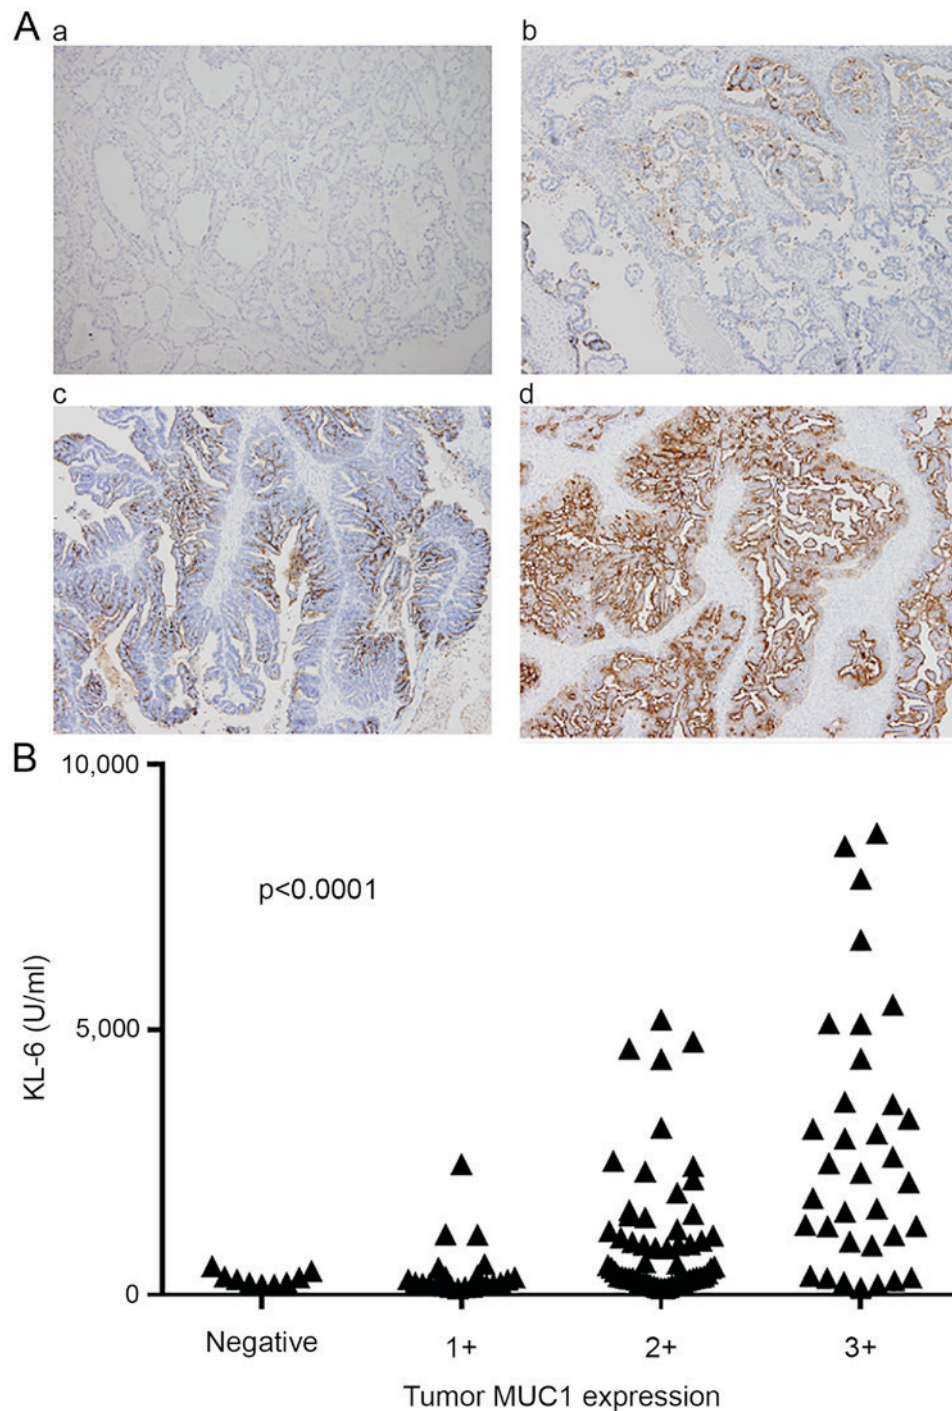 A
a
b
c
d
B
10,000
5,000
0
KL-6 (U/ml)
p<0.0001
Negative
1+
2+
3+
Tumor MUC1 expression